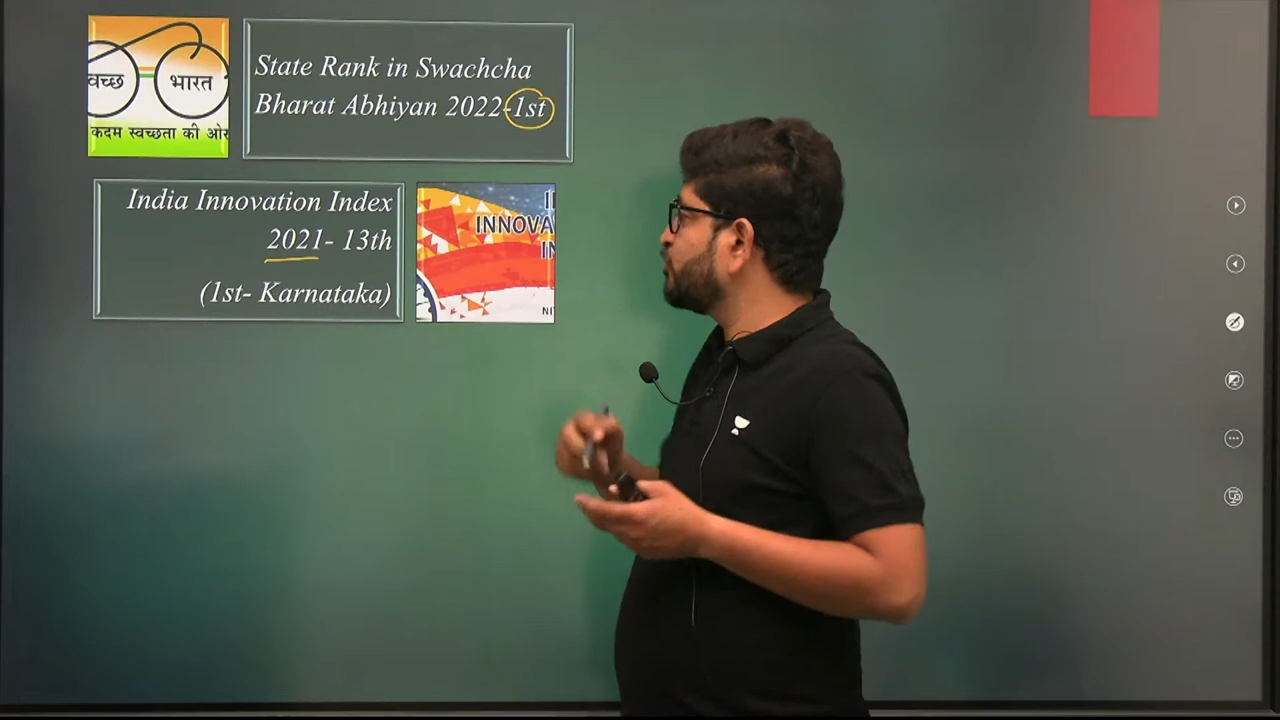 वच्छ भारत
कदम स्वच्छता की ओर
State Rank in Swachcha
Bharat Abhiyan 2022-1st
India Innovation Index
2021- 13th
(1st- Karnataka)
INNOVA